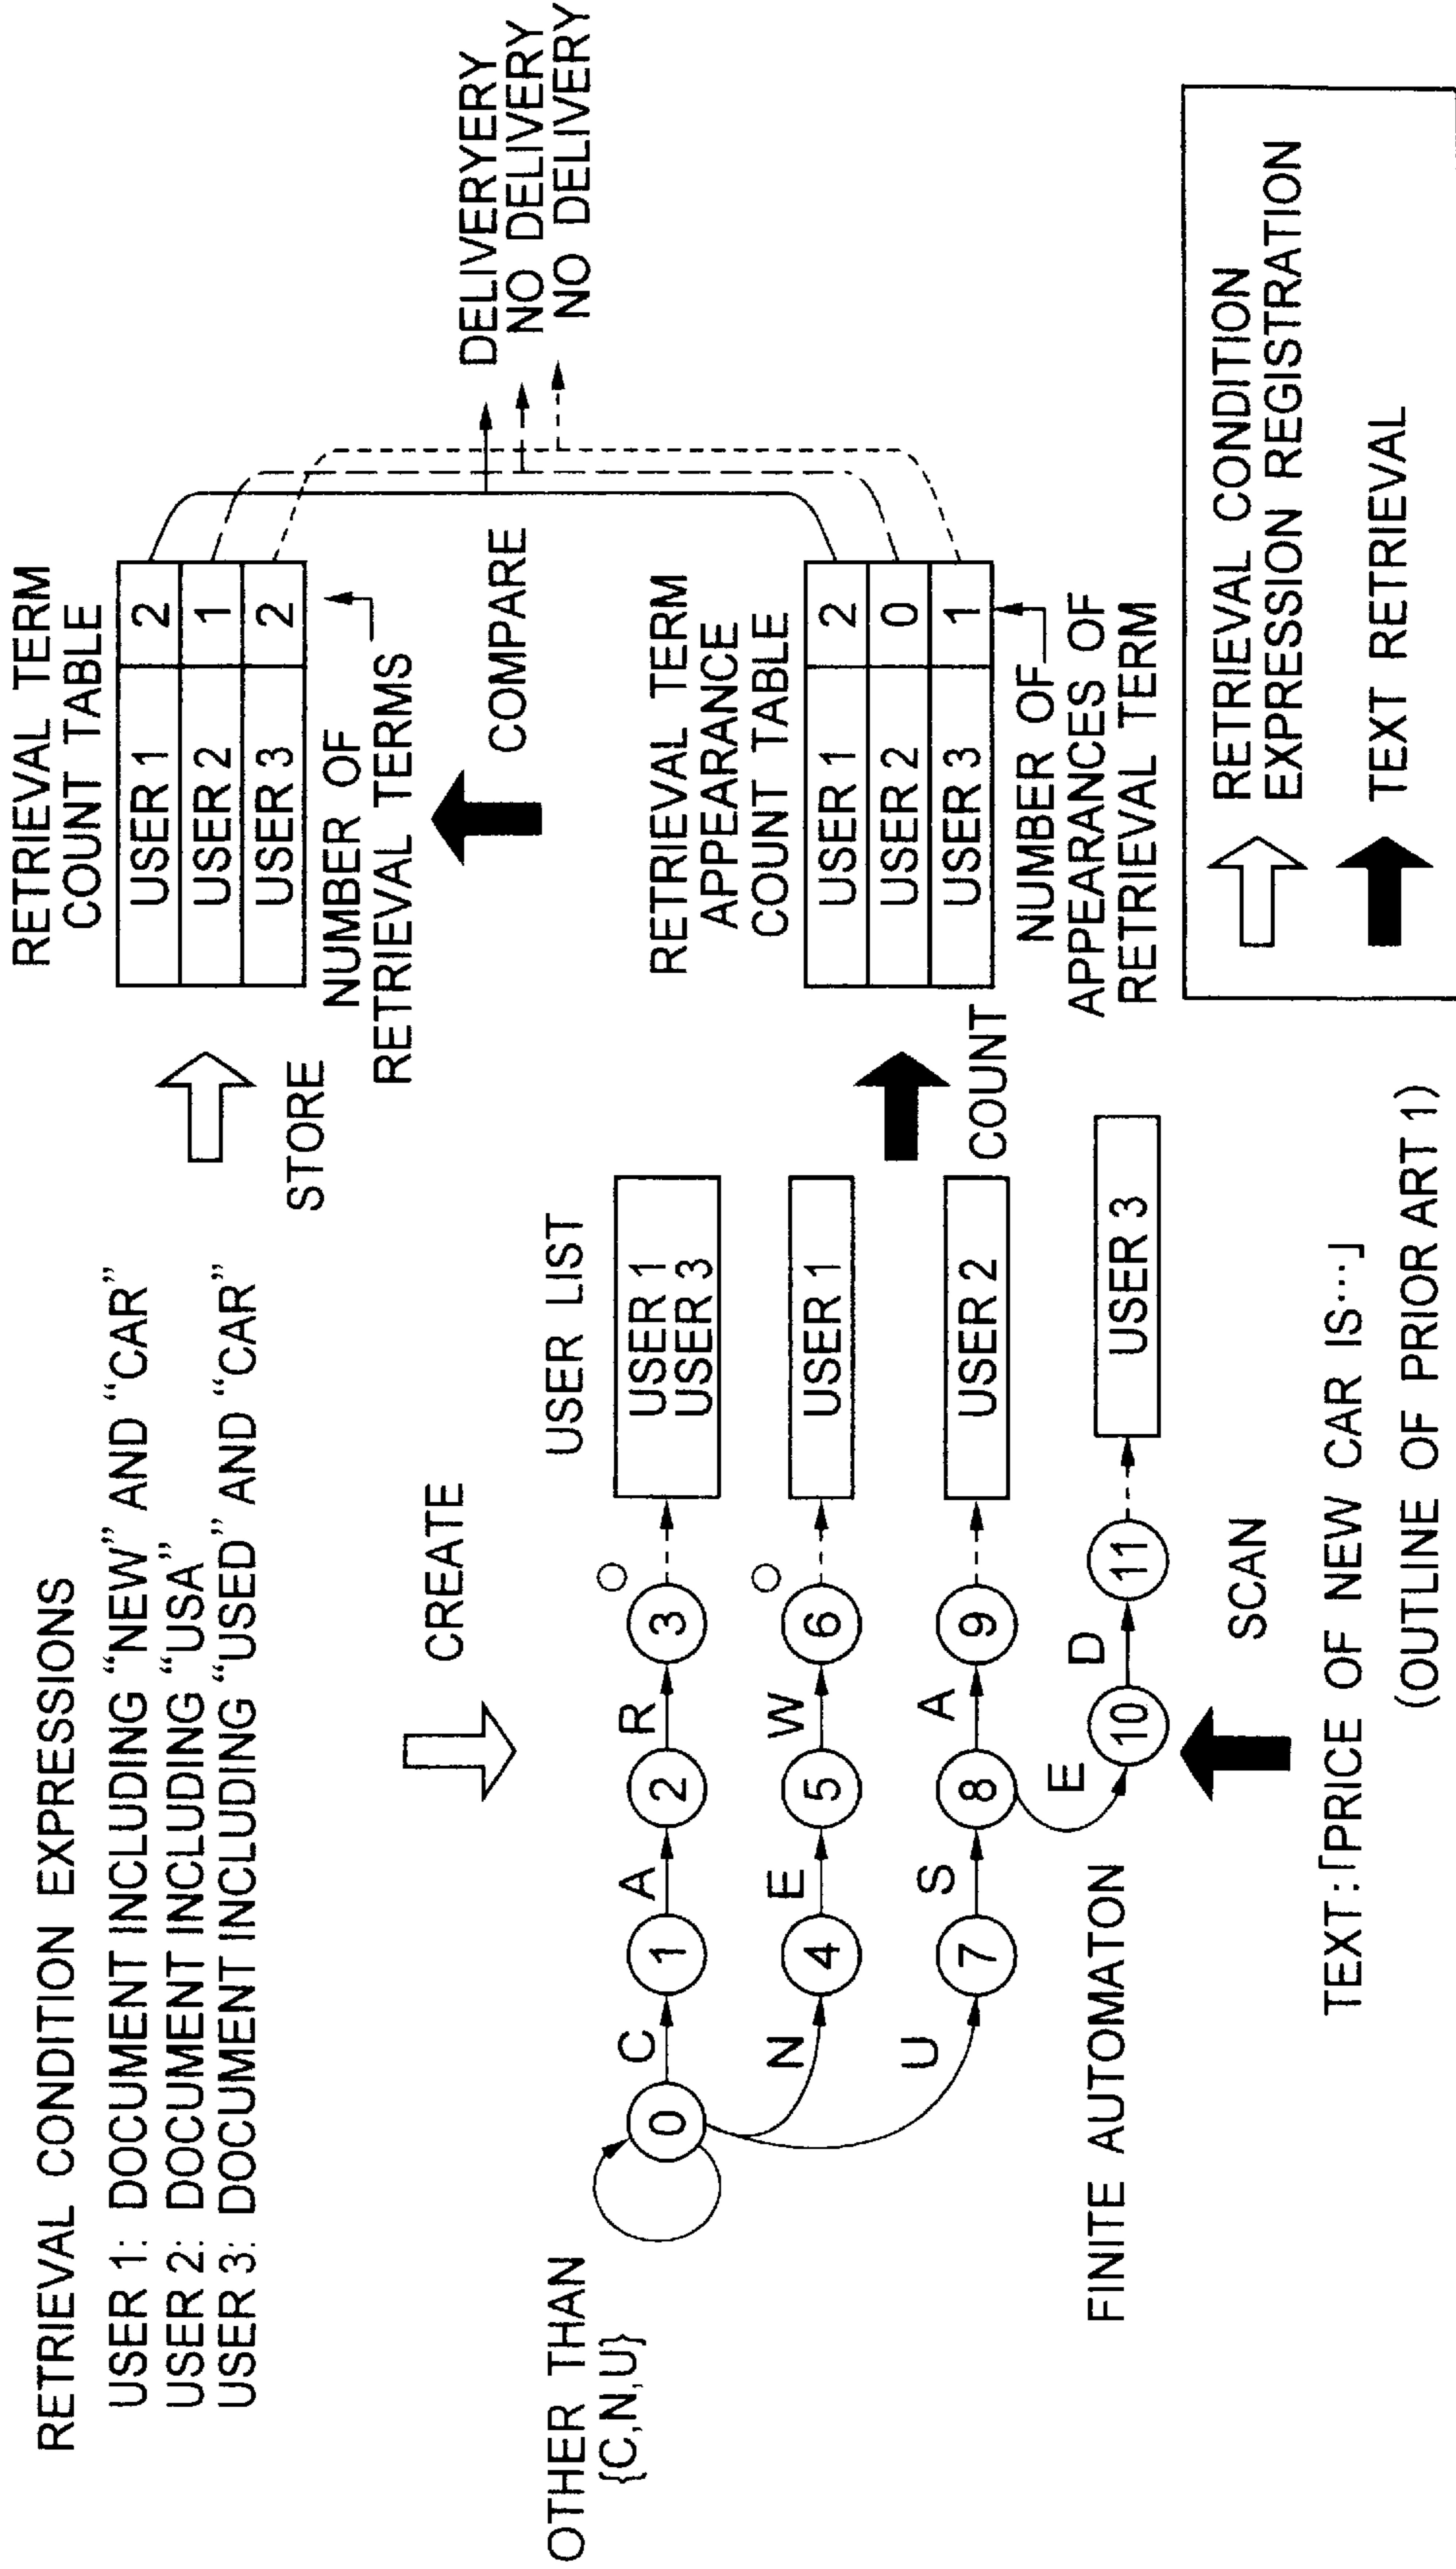 RETRIEVAL CONDITION EXPRESSIONS
USER 1: DOCUMENT INCLUDING “NEW” AND “CAR”
USER 2: DOCUMENT INCLUDING “USA”
USER 3: DOCUMENT INCLUDING “USED” AND “CAR”
STORE
RETRIEVAL TERM
COUNT TABLE
USER 1 2
USER 2 1
USER 3 2
NUMBER OF
RETRIEVAL TERMS
CREATE
COMPARE
DELIVERYERY
NO DELIVERY
NO DELIVERY
OTHER THAN
{C,N,U}
USER LIST
0
C
1
A
2
R
3
USER 1
USER 3
N
4
E
5
W
6
USER 1
U
7
S
8
A
9
USER 2
E
10
D
11
USER 3
FINITE AUTOMATON
COUNT
RETRIEVAL TERM
APPEARANCE
COUNT TABLE
USER 1 2
USER 2 0
USER 3 1
NUMBER OF
APPEARANCES OF
RETRIEVAL TERM
SCAN
TEXT:「PRICE OF NEW CAR IS⋯」
(OUTLINE OF PRIOR ART 1)
RETRIEVAL CONDITION
EXPRESSION REGISTRATION
TEXT RETRIEVAL